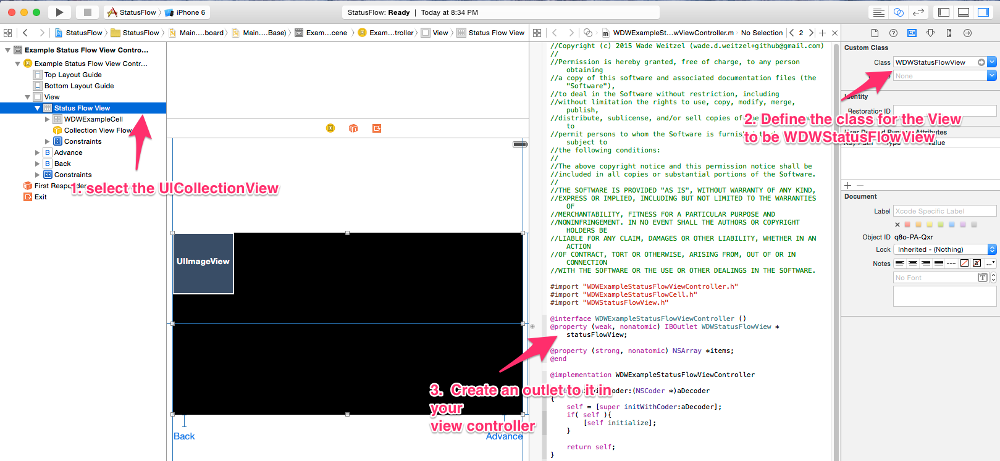 StatusFlow
iPhone 6
StatusFlow: Ready | Today at 8:34 PM
StatusFlow
StatusFlow
Main....board
Main....Base)
Exam...cene
Exam...troller
View
Status Flow View
WDWExampleSt...wViewController.m
No Selection
2
Example Status Flow View Contro...
Example Status Flow View Contr...
Top Layout Guide
Bottom Layout Guide
View
Status Flow View
WDWExampleCell
Collection View Flow
Constraints
Advance
Back
Constraints
First Responder
Exit
1. select the UICollectionView
UIImageView
Back
Advance
//Copyright (c) 2015 Wade Weitzel (wade.d.weitzel+github@gmail.com)
//
//Permission is hereby granted, free of charge, to any person
obtaining
//a copy of this software and associated documentation files (the
"Software"),
//to deal in the Software without restriction, including
//without limitation the rights to use, copy, modify, merge,
publish,
//distribute, sublicense, and/or sell copies of the
to
//permit persons to whom the Software is furnis
subject to
//the following conditions:
//
//The above copyright notice and this permission notice shall be
//included in all copies or substantial portions of the Software.
//
//THE SOFTWARE IS PROVIDED "AS IS", WITHOUT WARRANTY OF ANY KIND,
//EXPRESS OR IMPLIED, INCLUDING BUT NOT LIMITED TO THE WARRANTIES
OF
//MERCHANTABILITY, FITNESS FOR A PARTICULAR PURPOSE AND
//NONINFRINGEMENT. IN NO EVENT SHALL THE AUTHORS OR COPYRIGHT
HOLDERS BE
//LIABLE FOR ANY CLAIM, DAMAGES OR OTHER LIABILITY, WHETHER IN AN
ACTION
//OF CONTRACT, TORT OR OTHERWISE, ARISING FROM, OUT OF OR IN
CONNECTION
//WITH THE SOFTWARE OR THE USE OR OTHER DEALINGS IN THE SOFTWARE.
#import "WDWExampleStatusFlowViewController.h"
#import "WDWExampleStatusFlowCell.h"
#import "WDWStatusFlowView.h"
@interface WDWExampleStatusFlowViewController ()
@property (weak, nonatomic) IBOutlet WDWStatusFlowView *
statusFlowView;
@property (strong, nonatomic) NSArray *items;
@end
@implementation WDWExampleStatusFlowViewController
Coder:(NSCoder *)aDecoder
{
self = [super initWithCoder:aDecoder];
if( self ){
[self initialize];
}
return self;
}
3. Create an outlet to it in
your
view controller
Custom Class
Class WDWStatusFlowView
None
Identity
Restoration ID
2. Define the class for the View
to be WDWStatusFlowView
Value
Document
Label Xcode Specific Label
Object ID q8o-PA-Qxr
Lock Inherited - (Nothing)
Notes
No Font